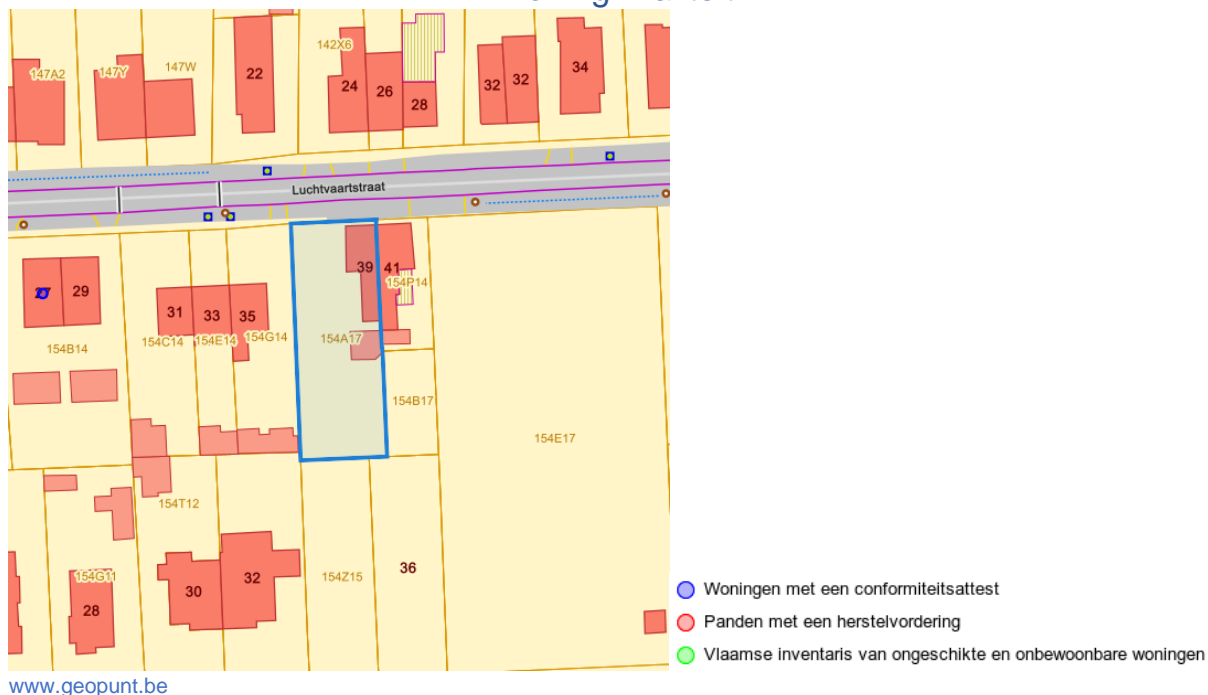 147A2 147Y 147W 22 142X6 24 26 28 32 32 34
Luchtvaartstraat
29 31 33 35 39 41
154P14
154B14 154C14 154E14 154G14 154A17
154B17
154E17
154T12
154G11 28 30 32 154Z15 36
Woningen met een conformiteitsattest
Panden met een herstelvordering
Vlaamse inventaris van ongeschikte en onbewoonbare woningen
www.geopunt.be